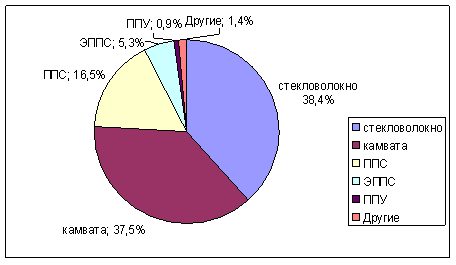 ППУ; 0,9%
Другие; 1,4%
ЭППС; 5,3%
ППС; 16,5%
стекловолокно
38,4%
камвата; 37,5%
стекловолокно
камвата
ППС
ЭППС
ППУ
Другие